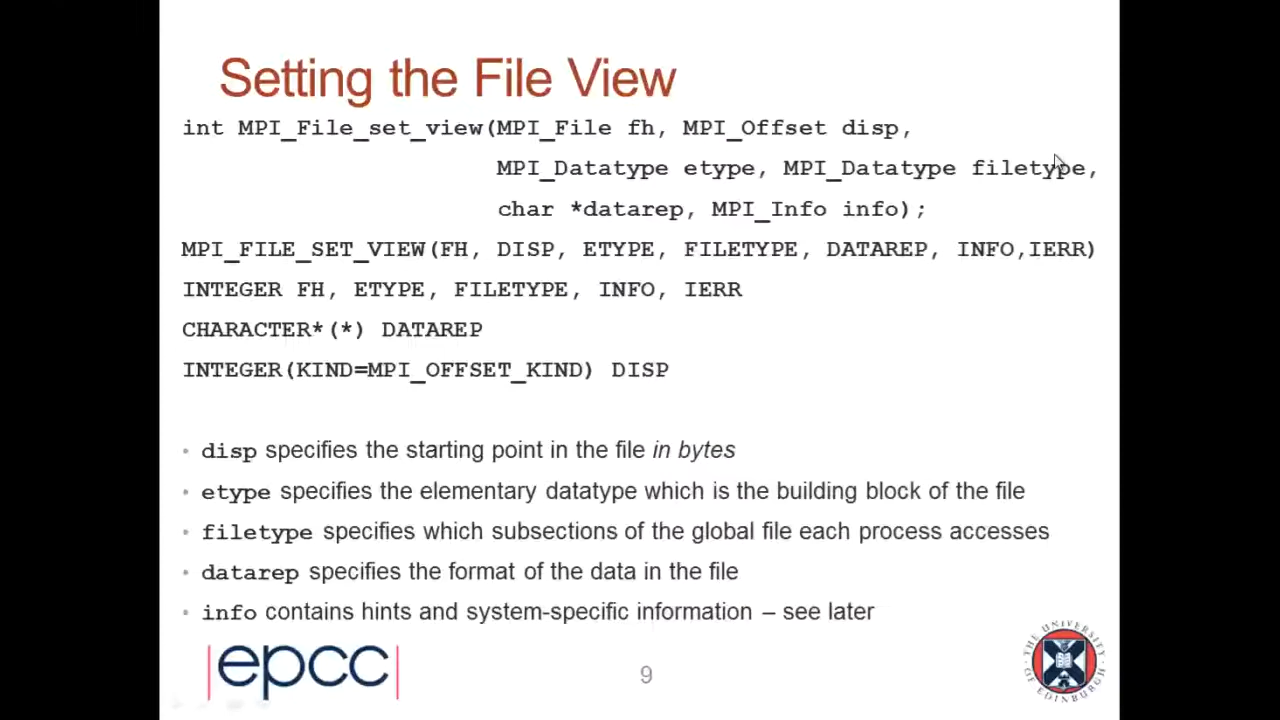 Setting the File View
int MPI_File_set_view(MPI_File fh, MPI_Offset disp,
MPI_Datatype etype, MPI_Datatype filetype,
char *datarep, MPI_Info info);
MPI_FILE_SET_VIEW(FH, DISP, ETYPE, FILETYPE, DATAREP, INFO,IERR)
INTEGER FH, ETYPE, FILETYPE, INFO, IERR
CHARACTER*(*) DATAREP
INTEGER(KIND=MPI_OFFSET_KIND) DISP
• disp specifies the starting point in the file in bytes
• etype specifies the elementary datatype which is the building block of the file
• filetype specifies which subsections of the global file each process accesses
• datarep specifies the format of the data in the file
• info contains hints and system-specific information – see later
epcc
9
THE UNIVERSITY OF EDINBURGH